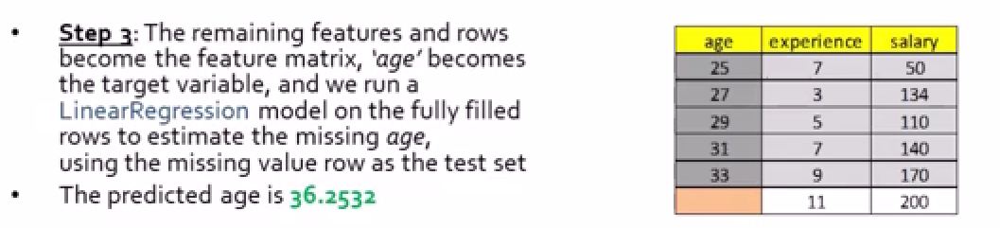 • Step 3: The remaining features and rows
become the feature matrix, 'age' becomes
the target variable, and we run a
LinearRegression model on the fully filled
rows to estimate the missing age,
using the missing value row as the test set
• The predicted age is 36.2532
age experience salary
25 7 50
27 3 134
29 5 110
31 7 140
33 9 170
11 200